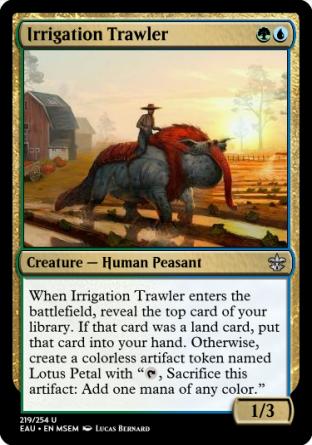 Irrigation Trawler
Creature — Human Peasant
When Irrigation Trawler enters the
battlefield, reveal the top card of your
library. If that card was a land card, put
that card into your hand. Otherwise,
create a colorless artifact token named
Lotus Petal with “, Sacrifice this
artifact: Add one mana of any color.”
1/3
219/254 U
EAU • EN MSEM Lucas Bernard